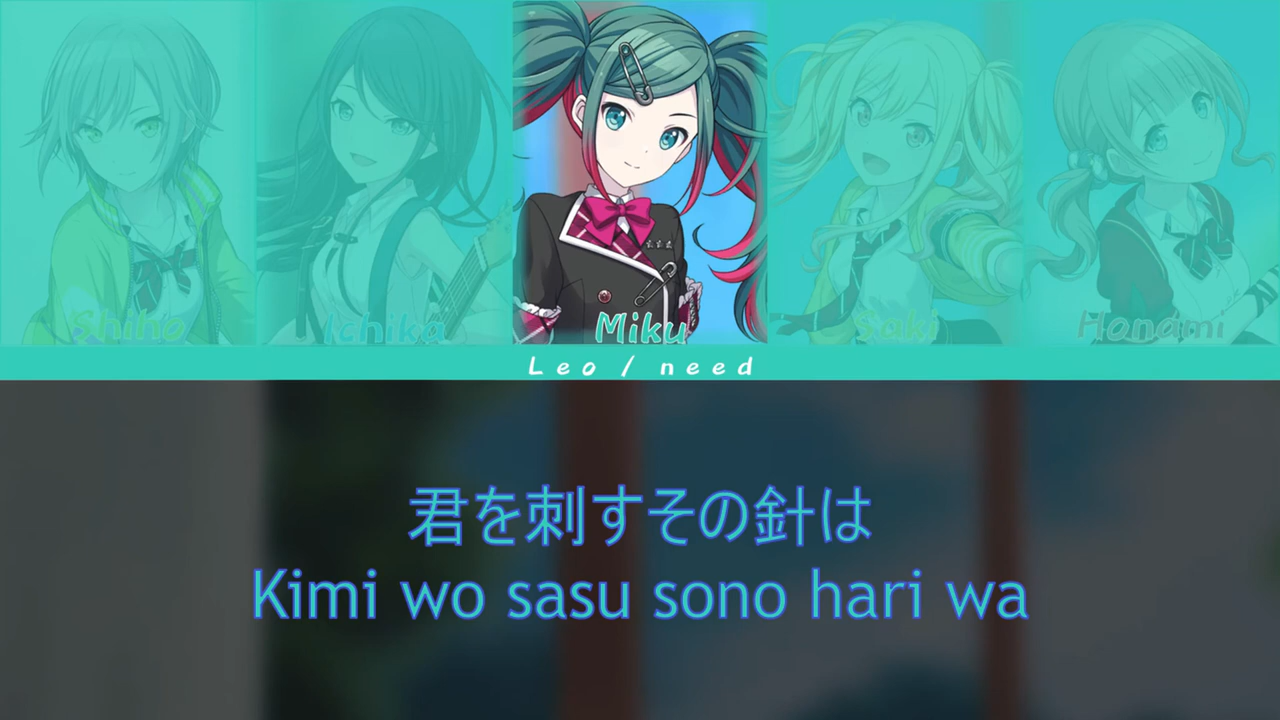 Shiho Ichika Miku Saki Honami
Leo / need
君を刺すその針は
Kimi wo sasu sono hari wa